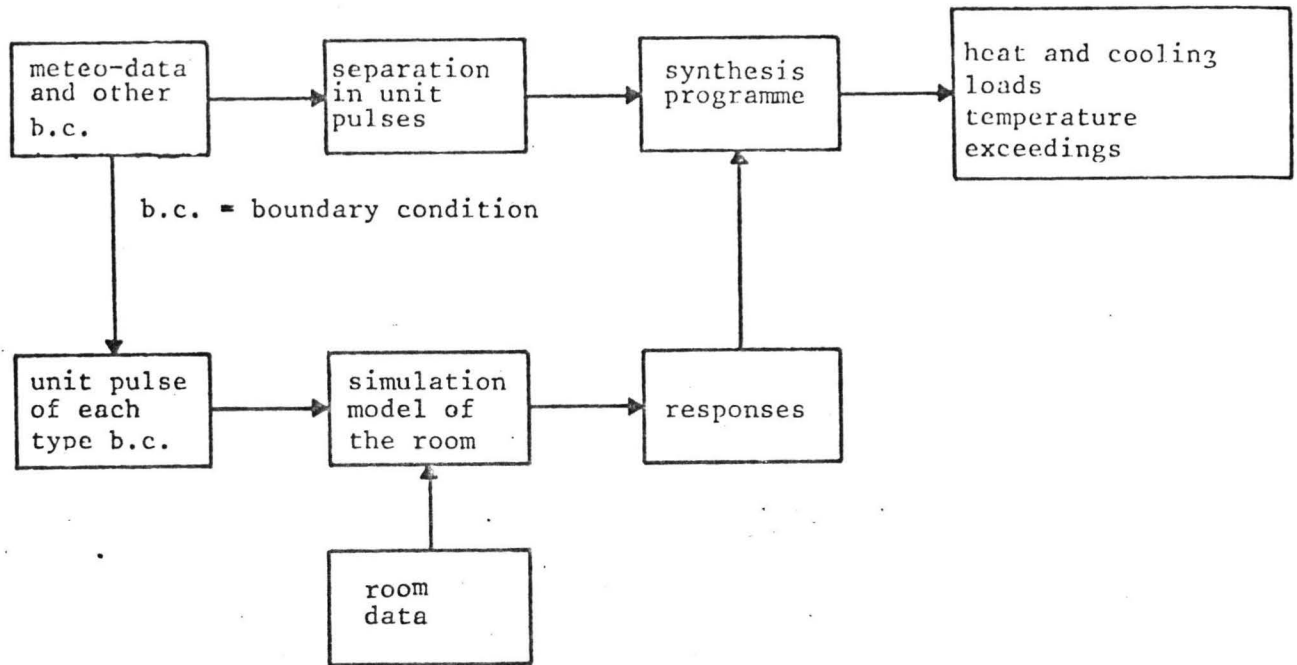 meteo-data
and other
b.c.
separation
in unit
pulses
synthesis
programme
heat and cooling
loads
temperature
exceedings
b.c. = boundary condition
unit pulse
of each
type b.c.
simulation
model of
the room
responses
room
data